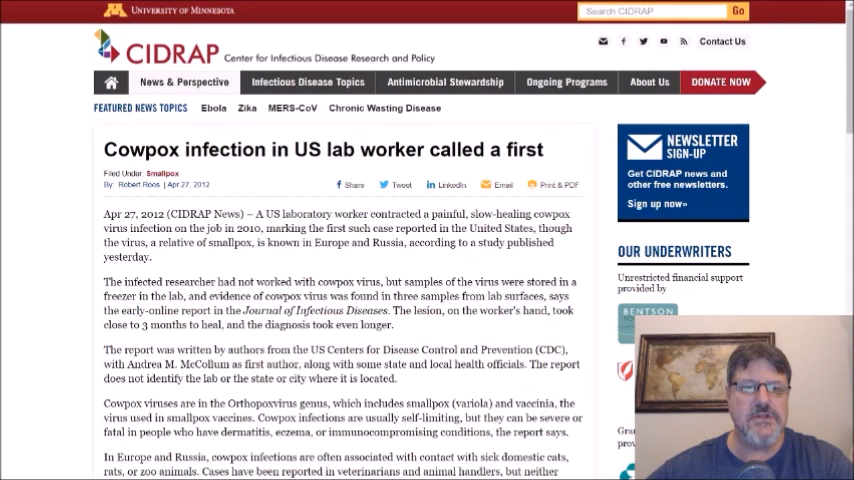 UNIVERSITY OF MINNESOTA
Search CIDRAP
Go
CIDRAP Center for Infectious Disease Research and Policy
Contact Us
News & Perspective
Infectious Disease Topics
Antimicrobial Stewardship
Ongoing Programs
About Us
DONATE NOW
FEATURED NEWS TOPICS Ebola Zika MERS-CoV Chronic Wasting Disease
Cowpox infection in US lab worker called a first
Filed Under: Smallpox
By: Robert Roos | Apr 27, 2012
Share Tweet LinkedIn Email Print & PDF
Apr 27, 2012 (CIDRAP News) – A US laboratory worker contracted a painful, slow-healing cowpox
virus infection on the job in 2010, marking the first such case reported in the United States, though
the virus, a relative of smallpox, is known in Europe and Russia, according to a study published
yesterday.
The infected researcher had not worked with cowpox virus, but samples of the virus were stored in a
freezer in the lab, and evidence of cowpox virus was found in three samples from lab surfaces, says
the early-online report in the Journal of Infectious Diseases. The lesion, on the worker's hand, took
close to 3 months to heal, and the diagnosis took even longer.
The report was written by authors from the US Centers for Disease Control and Prevention (CDC),
with Andrea M. McCollum as first author, along with some state and local health officials. The report
does not identify the lab or the state or city where it is located.
Cowpox viruses are in the Orthopoxvirus genus, which includes smallpox (variola) and vaccinia, the
virus used in smallpox vaccines. Cowpox infections are usually self-limiting, but they can be severe or
fatal in people who have dermatitis, eczema, or immunocompromising conditions, the report says.
In Europe and Russia, cowpox infections are often associated with contact with sick domestic cats,
rats, or zoo animals. Cases have been reported in veterinarians and animal handlers, but neither
NEWSLETTER
SIGN-UP
Get CIDRAP news and
other free newsletters.
Sign up now»
OUR UNDERWRITERS
Unrestricted financial support
provided by
BENTSON